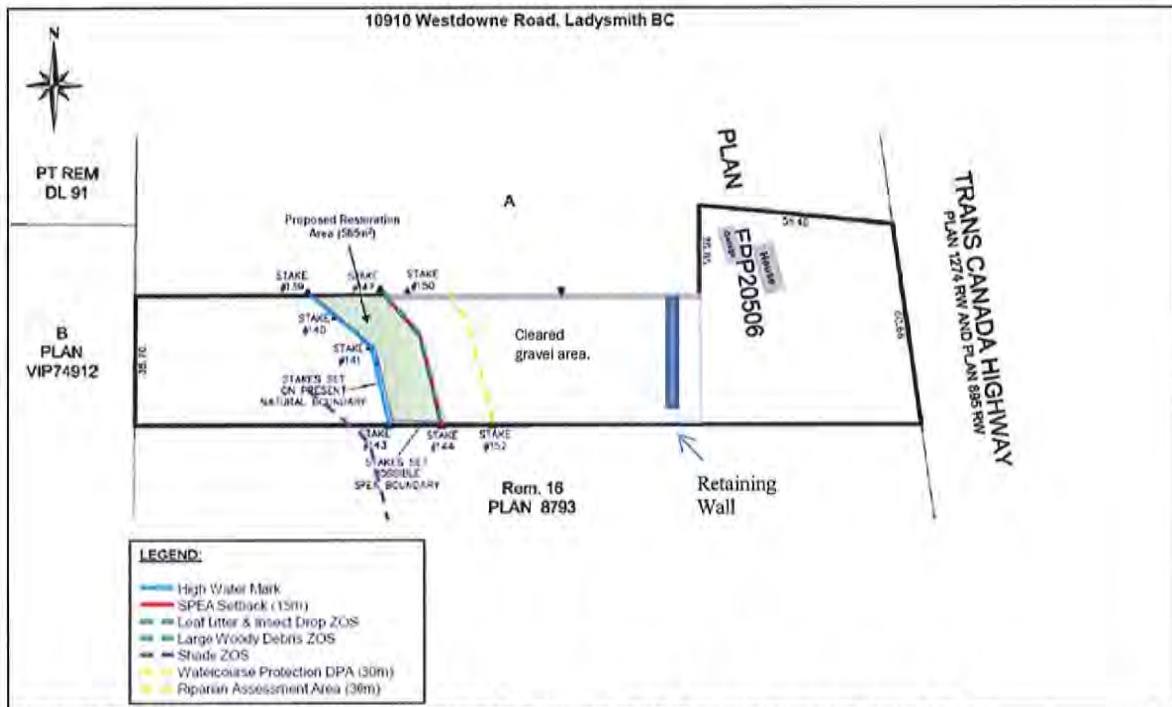 10910 Westdowne Road, Ladysmith BC
N
PT REM
DL 91
A
PLAN
TRANS CANADA HIGHWAY
PLAN 1274 RW AND PLAN 895 RW
Proposed Restoration
Area (565m²)
House
EPP20506
STAKE
#139
STAKE
STAKE
#150
STAKE
#140
STAKE
#141
Cleared
gravel area.
B
PLAN
VIP74912
STAKES SET
ON PRESENT
NATURAL BOUNDARY
STAKE
#143
STAKE
#144
STAKE
#152
STAKES SET
POSSIBLE
SPEA BOUNDARY
Rem. 16
PLAN 8793
Retaining
Wall
LEGEND:
High Water Mark
SPEA Setback (15m)
Leaf Litter & Insect Drop ZOS
Large Woody Debris ZOS
Shade ZOS
Watercourse Protection DPA (30m)
Riparian Assessment Area (30m)